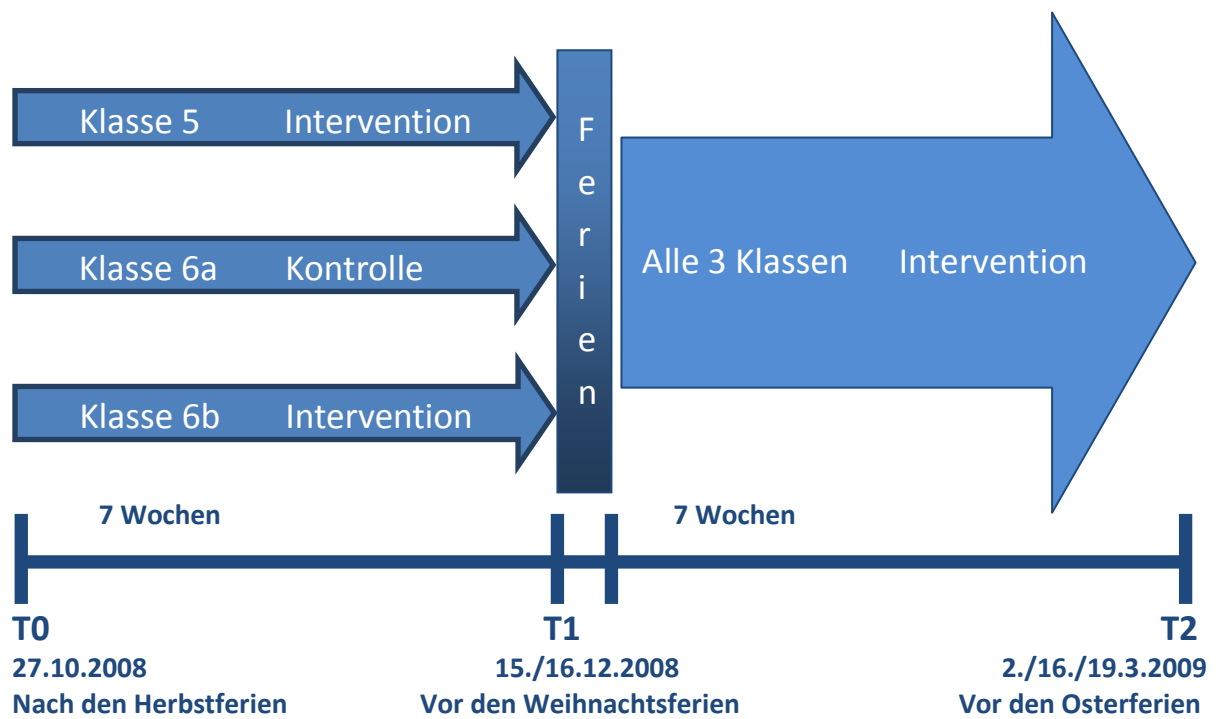 Klasse 5 Intervention
Klasse 6a Kontrolle
Klasse 6b Intervention
Ferien
Alle 3 Klassen Intervention
7 Wochen 7 Wochen
T0 T1 T2
27.10.2008 15./16.12.2008 2./16./19.3.2009
Nach den Herbstferien Vor den Weihnachtsferien Vor den Osterferien